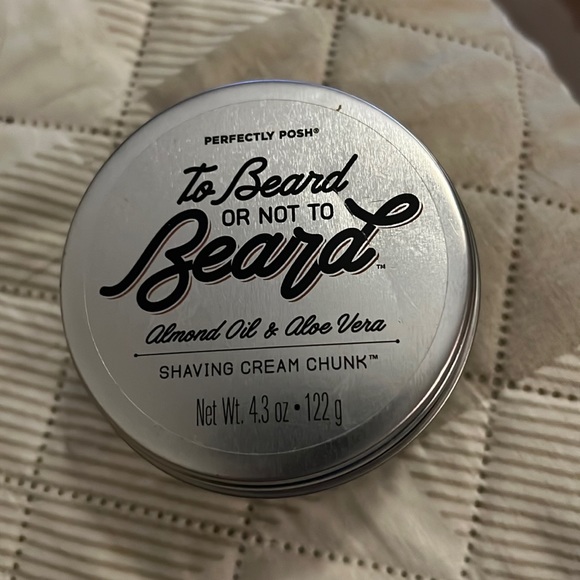 PERFECTLY POSH®
to Beard
OR NOT TO
Beard™
Almond Oil & Aloe Vera
SHAVING CREAM CHUNK™
Net Wt. 4.3 oz • 122 g